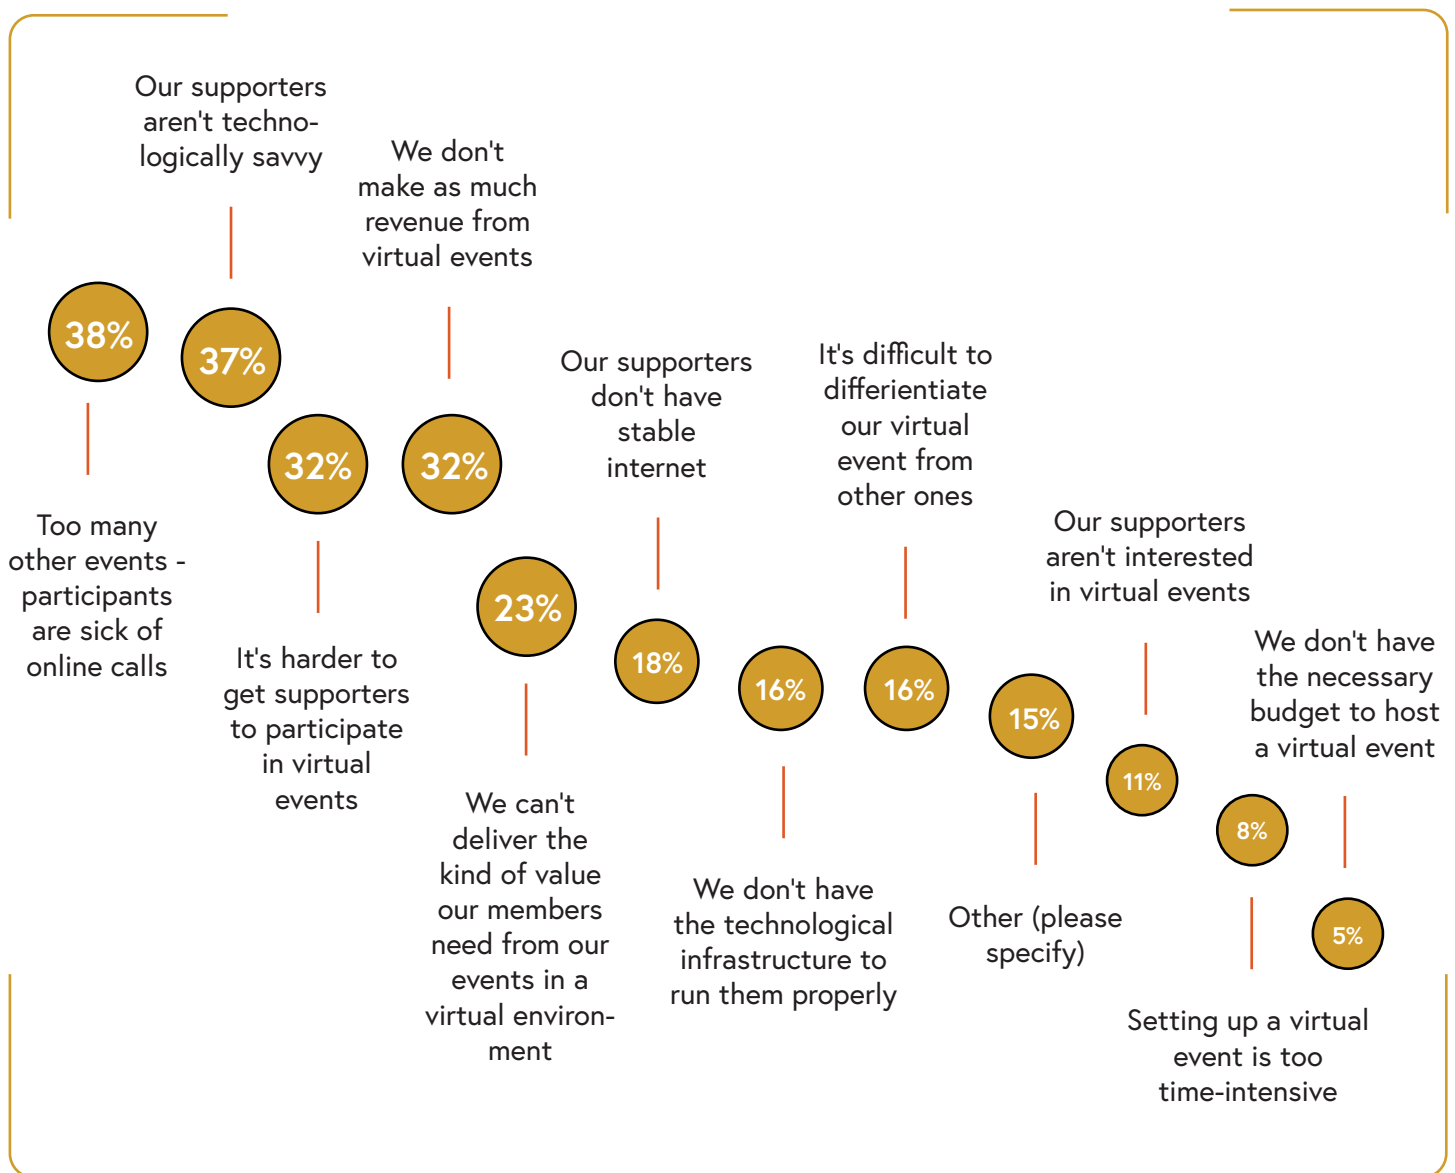 Our supporters
aren't techno-
logically savvy
We don't
make as much
revenue from
virtual events
38%
37%
32%
32%
Too many
other events -
participants
are sick of
online calls
It's harder to
get supporters
to participate
in virtual
events
Our supporters
don't have
stable
internet
It's difficult to
differientiate
our virtual
event from
other ones
23%
18%
16%
16%
15%
We can't
deliver the
kind of value
our members
need from our
events in a
virtual environ-
ment
We don't have
the technological
infrastructure to
run them properly
Other (please
specify)
Our supporters
aren't interested
in virtual events
We don't have
the necessary
budget to host
a virtual event
11%
8%
5%
Setting up a virtual
event is too
time-intensive